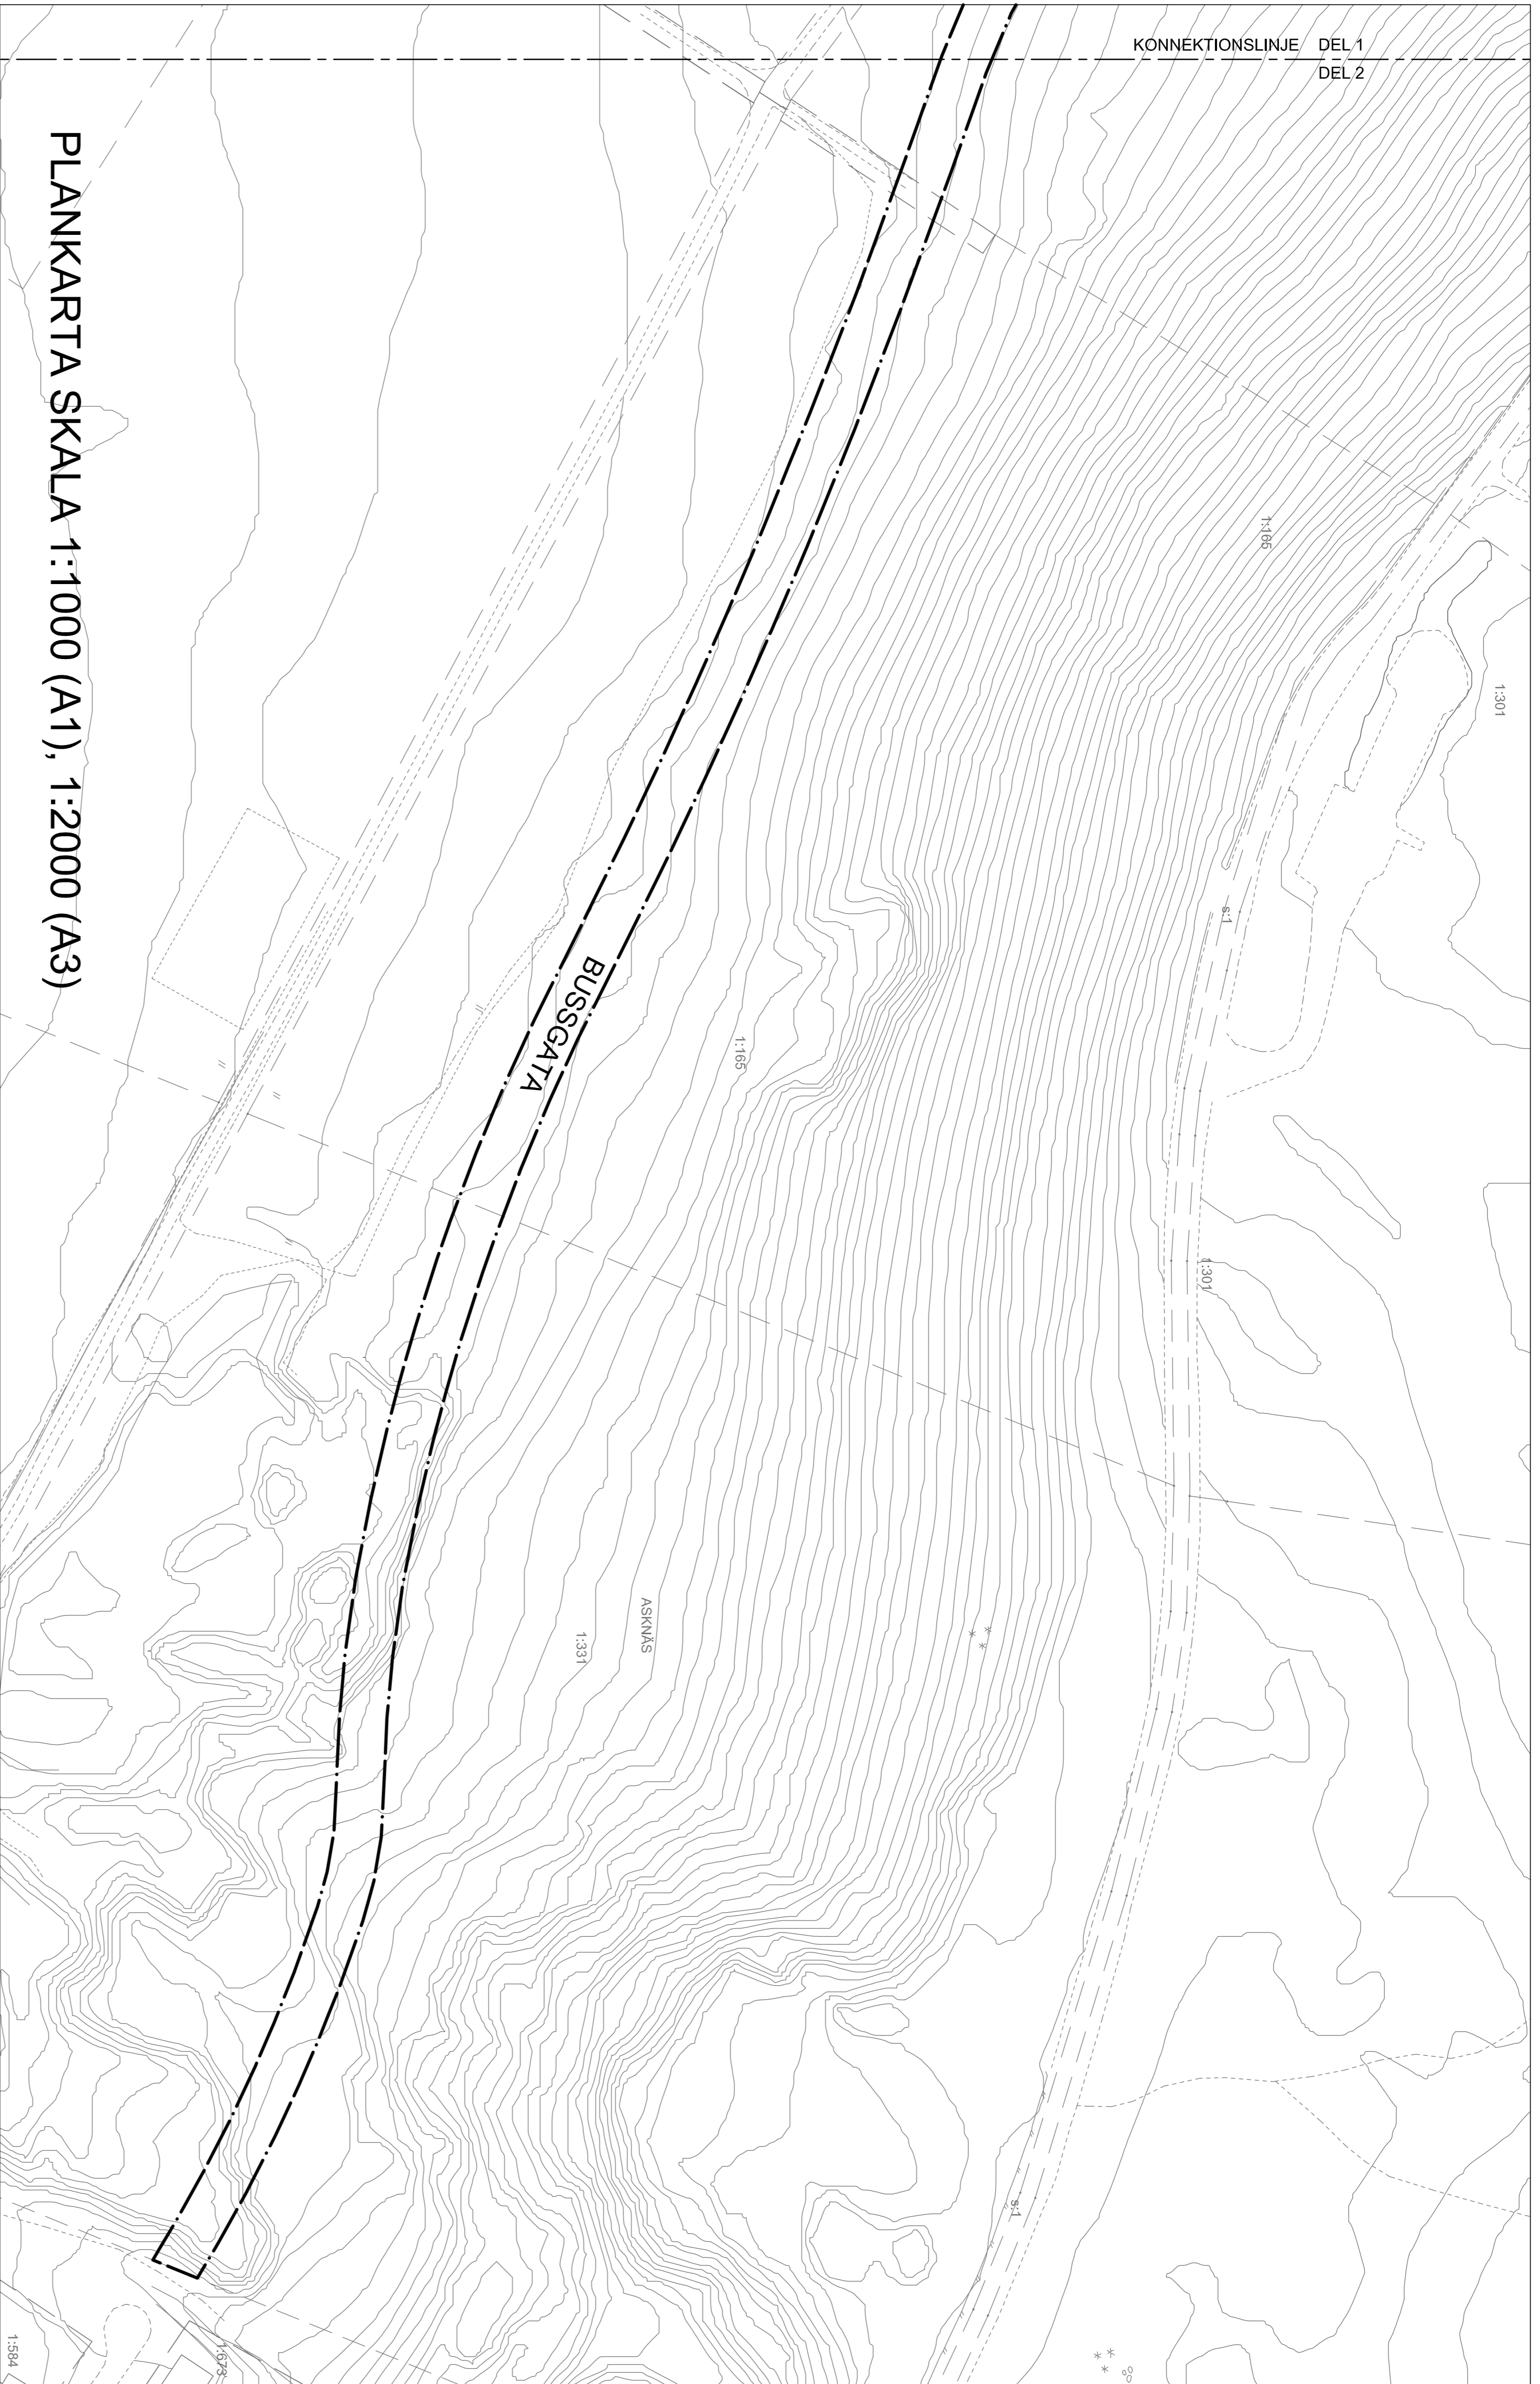 KONNEKTIONSLINJE DEL 1
DEL 2
PLANKARTA SKALA 1:1000 (A1), 1:2000 (A3)
1:165
1:301
s:1
BUSSGATA
1:165
1:301
ASKNÄS
1:331
s:1
1:673
1:584